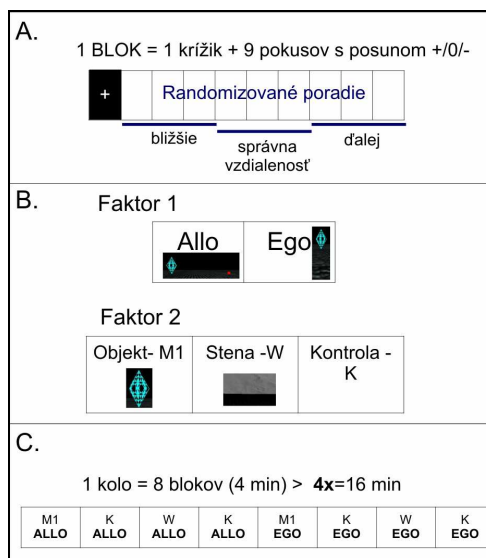 A.
1 BLOK = 1 krížik + 9 pokusov s posunom +/0/-
+
Randomizované poradie
bližšie
správna
vzdialenosť
ďalej
B.
Faktor 1
Allo
Ego
Faktor 2
Objekt- M1
Stena -W
Kontrola -
K
C.
1 kolo = 8 blokov (4 min) > 4x=16 min
M1 K W K M1 K W K
ALLO ALLO ALLO ALLO EGO EGO EGO EGO